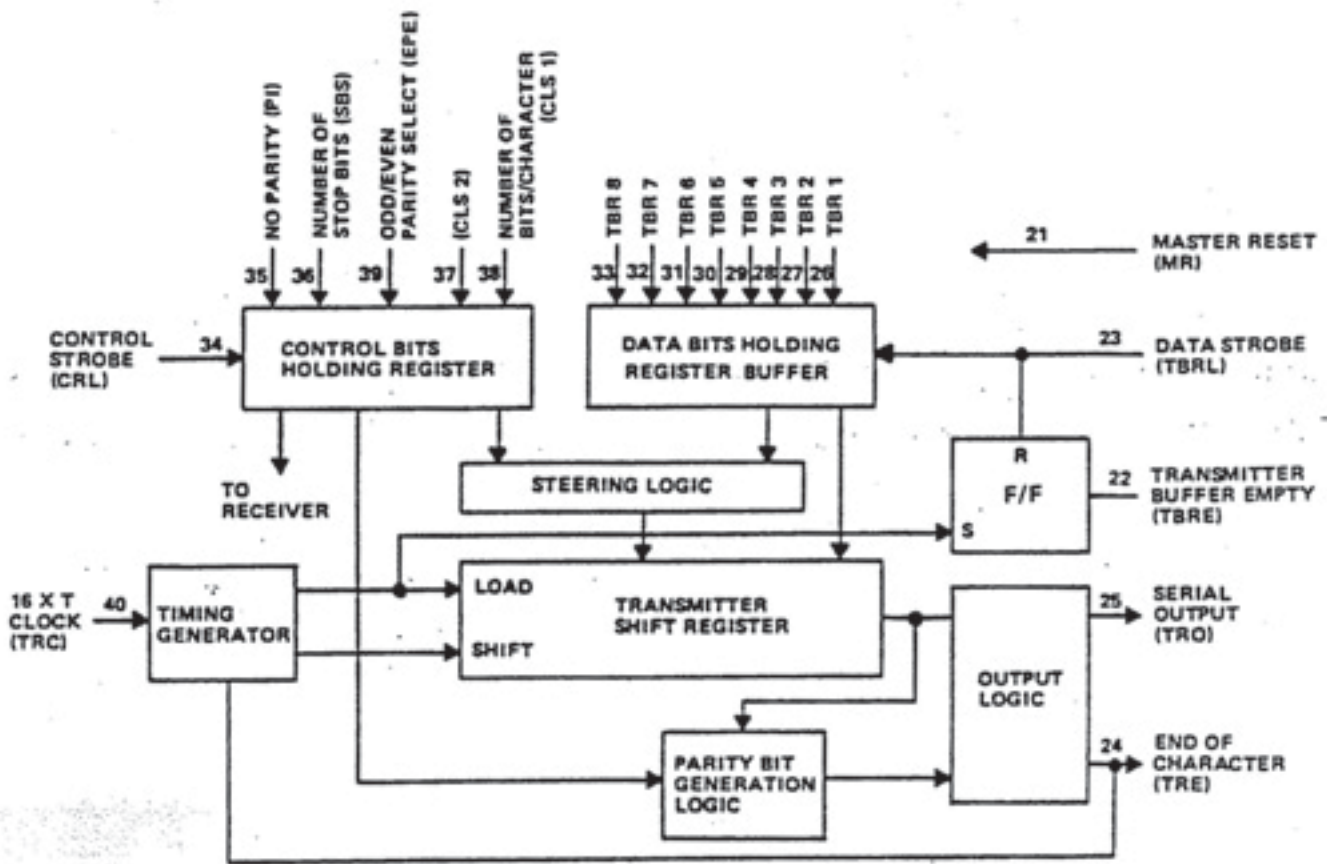 NO PARITY (PI)
NUMBER OF
STOP BITS (SBS)
ODD/EVEN
PARITY SELECT (EPE)
(CLS 2)
NUMBER OF
BITS/CHARACTER
(CLS 1)
TBR 8
TBR 7
TBR 6
TBR 5
TBR 4
TBR 3
TBR 2
TBR 1
35
36
39
37
38
33
32
31
30
29
28
27
26
21
MASTER RESET
(MR)
CONTROL
STROBE
(CRL)
34
CONTROL BITS
HOLDING REGISTER
DATA BITS HOLDING
REGISTER BUFFER
23
DATA STROBE
(TBRL)
TO
RECEIVER
STEERING LOGIC
R
F/F
S
22
TRANSMITTER
BUFFER EMPTY
(TBRE)
16 X T
CLOCK
(TRC)
40
TIMING
GENERATOR
LOAD
SHIFT
TRANSMITTER
SHIFT REGISTER
OUTPUT
LOGIC
25
SERIAL
OUTPUT
(TRO)
PARITY BIT
GENERATION
LOGIC
24
END OF
CHARACTER
(TRE)